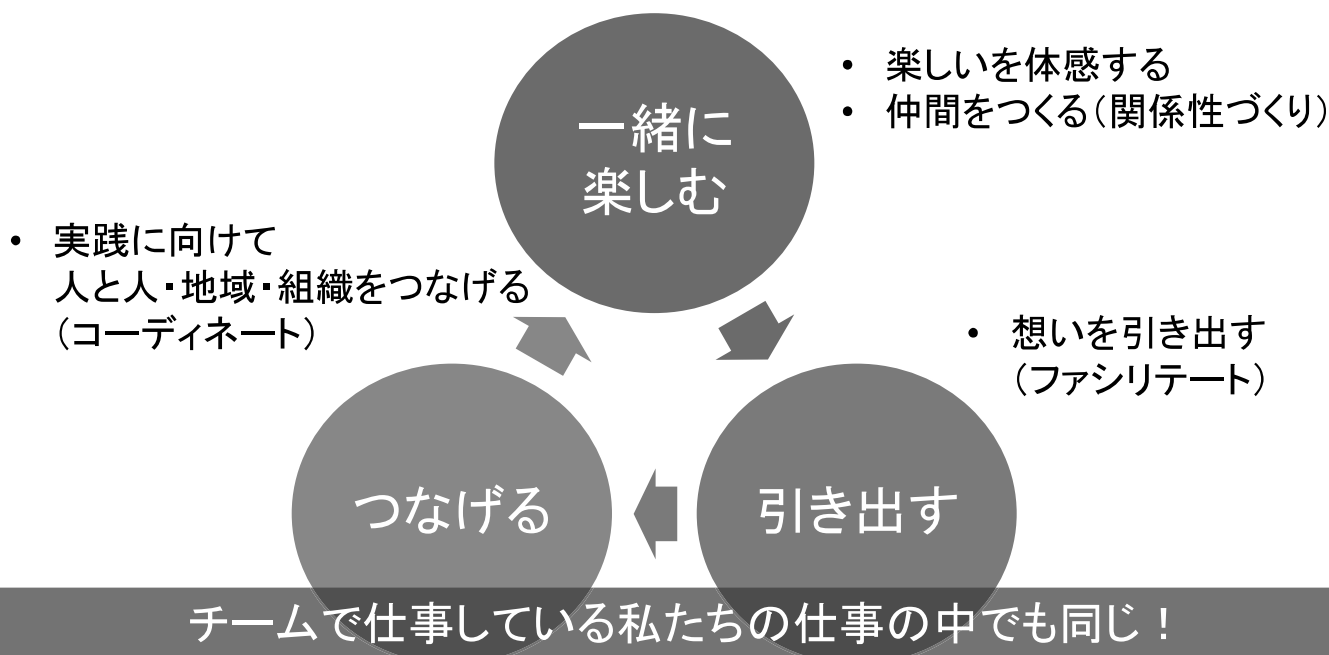 一緒に
楽しむ
• 楽しいを体感する
• 仲間をつくる（関係性づくり）
• 実践に向けて
人と人・地域・組織をつなげる
（コーディネート）
• 想いを引き出す
（ファシリテート）
つなげる
引き出す
チームで仕事している私たちの仕事の中でも同じ！